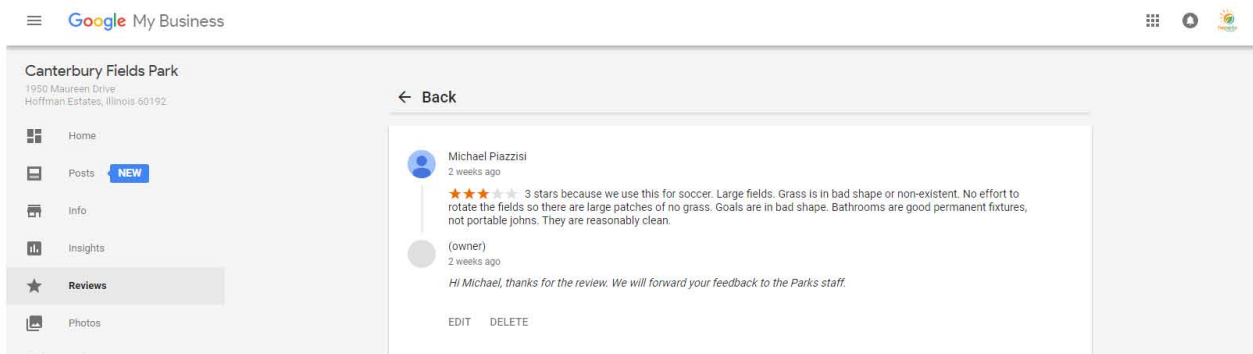 Google My Business
Canterbury Fields Park
1950 Maureen Drive
Hoffman Estates, Illinois 60192
Home
Posts NEW
Info
Insights
Reviews
Photos
← Back
Michael Piazzisi
2 weeks ago
3 stars because we use this for soccer. Large fields. Grass is in bad shape or non-existent. No effort to
rotate the fields so there are large patches of no grass. Goals are in bad shape. Bathrooms are good permanent fixtures,
not portable johns. They are reasonably clean.
(owner)
2 weeks ago
Hi Michael, thanks for the review. We will forward your feedback to the Parks staff.
EDIT DELETE